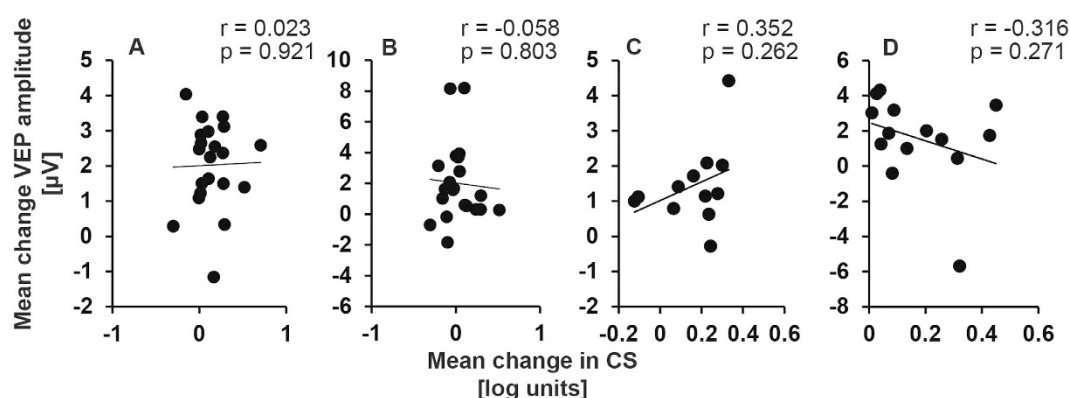 A
r = 0.023
p = 0.921
B
r = -0.058
p = 0.803
C
r = 0.352
p = 0.262
D
r = -0.316
p = 0.271
Mean change VEP amplitude
[µV]
5
4
3
2
1
0
-1
-2
-1 0 1
10
8
6
4
2
0
-2
-4
-6
-1 0 1
5
4
3
2
1
0
-1
-2
-0.2 0 0.2 0.4 0.6
6
4
2
0
-2
-4
-6
-8
0 0.2 0.4 0.6
Mean change in CS
[log units]